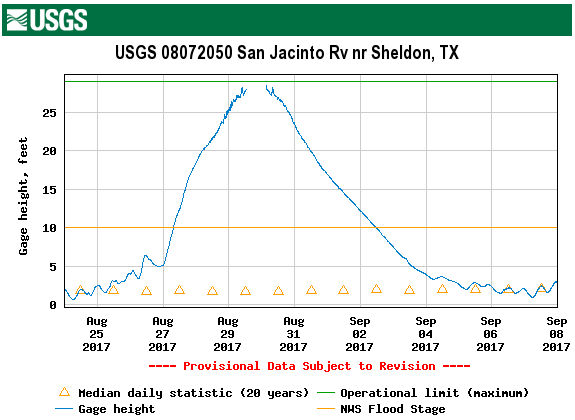 USGS
USGS 08072050 San Jacinto Rv nr Sheldon, TX
Gage height, feet
25
20
15
10
5
0
Aug 25 2017
Aug 27 2017
Aug 29 2017
Aug 31 2017
Sep 02 2017
Sep 04 2017
Sep 06 2017
Sep 08 2017
---- Provisional Data Subject to Revision ----
Median daily statistic (20 years)
Operational limit (maximum)
Gage height
NWS Flood Stage